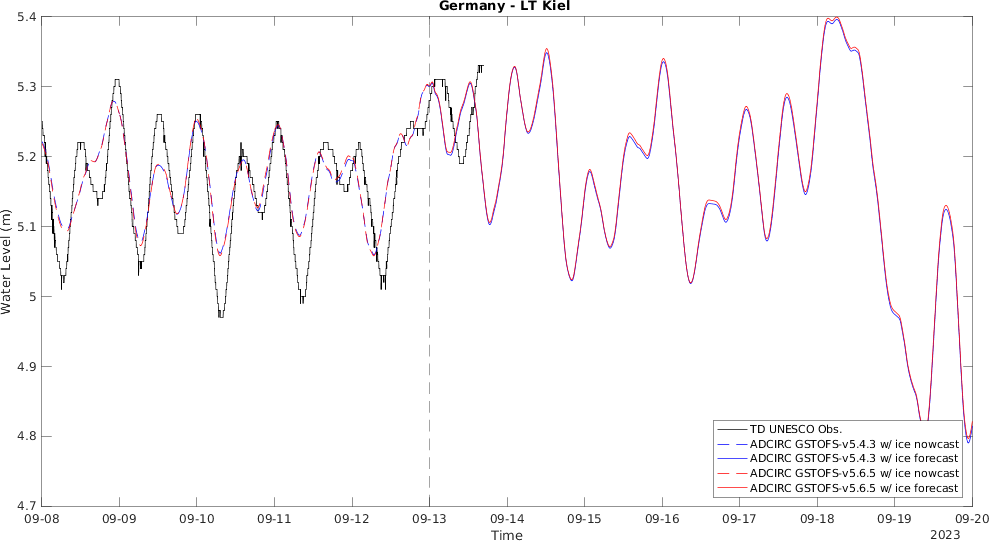 Germany - LT Kiel
5.4
5.3
5.2
5.1
5
4.9
4.8
4.7
Water Level (m)
TD UNESCO Obs.
ADCIRC GSTOFS-v5.4.3 w/ ice nowcast
ADCIRC GSTOFS-v5.4.3 w/ ice forecast
ADCIRC GSTOFS-v5.6.5 w/ ice nowcast
ADCIRC GSTOFS-v5.6.5 w/ ice forecast
09-08 09-09 09-10 09-11 09-12 09-13 09-14 09-15 09-16 09-17 09-18 09-19 09-20
Time
2023